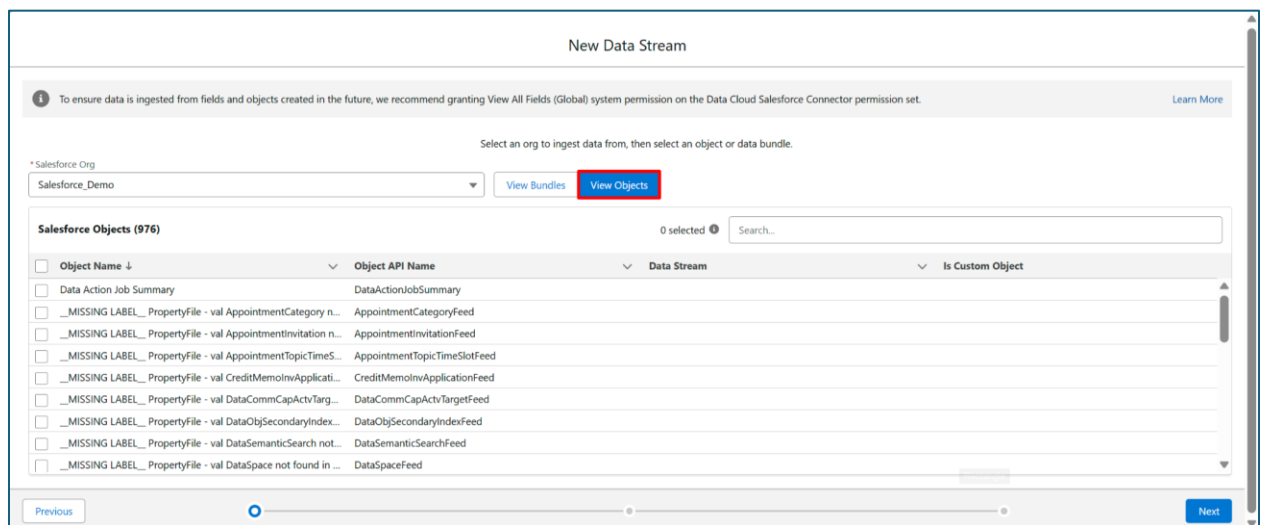 New Data Stream
To ensure data is ingested from fields and objects created in the future, we recommend granting View All Fields (Global) system permission on the Data Cloud Salesforce Connector permission set. Learn More
Select an org to ingest data from, then select an object or data bundle.
* Salesforce Org
Salesforce_Demo View Bundles View Objects
Salesforce Objects (976) 0 selected Search...
Object Name ↓ Object API Name Data Stream Is Custom Object
Data Action Job Summary DataActionJobSummary
__MISSING LABEL__ PropertyFile - val AppointmentCategory n... AppointmentCategoryFeed
__MISSING LABEL__ PropertyFile - val AppointmentInvitation n... AppointmentInvitationFeed
__MISSING LABEL__ PropertyFile - val AppointmentTopicTimeS... AppointmentTopicTimeSlotFeed
__MISSING LABEL__ PropertyFile - val CreditMemoInvApplicati... CreditMemoInvApplicationFeed
__MISSING LABEL__ PropertyFile - val DataCommCapActvTarg... DataCommCapActvTargetFeed
__MISSING LABEL__ PropertyFile - val DataObjSecondaryIndex... DataObjSecondaryIndexFeed
__MISSING LABEL__ PropertyFile - val DataSemanticSearch not... DataSemanticSearchFeed
__MISSING LABEL__ PropertyFile - val DataSpace not found in ... DataSpaceFeed
Previous Next